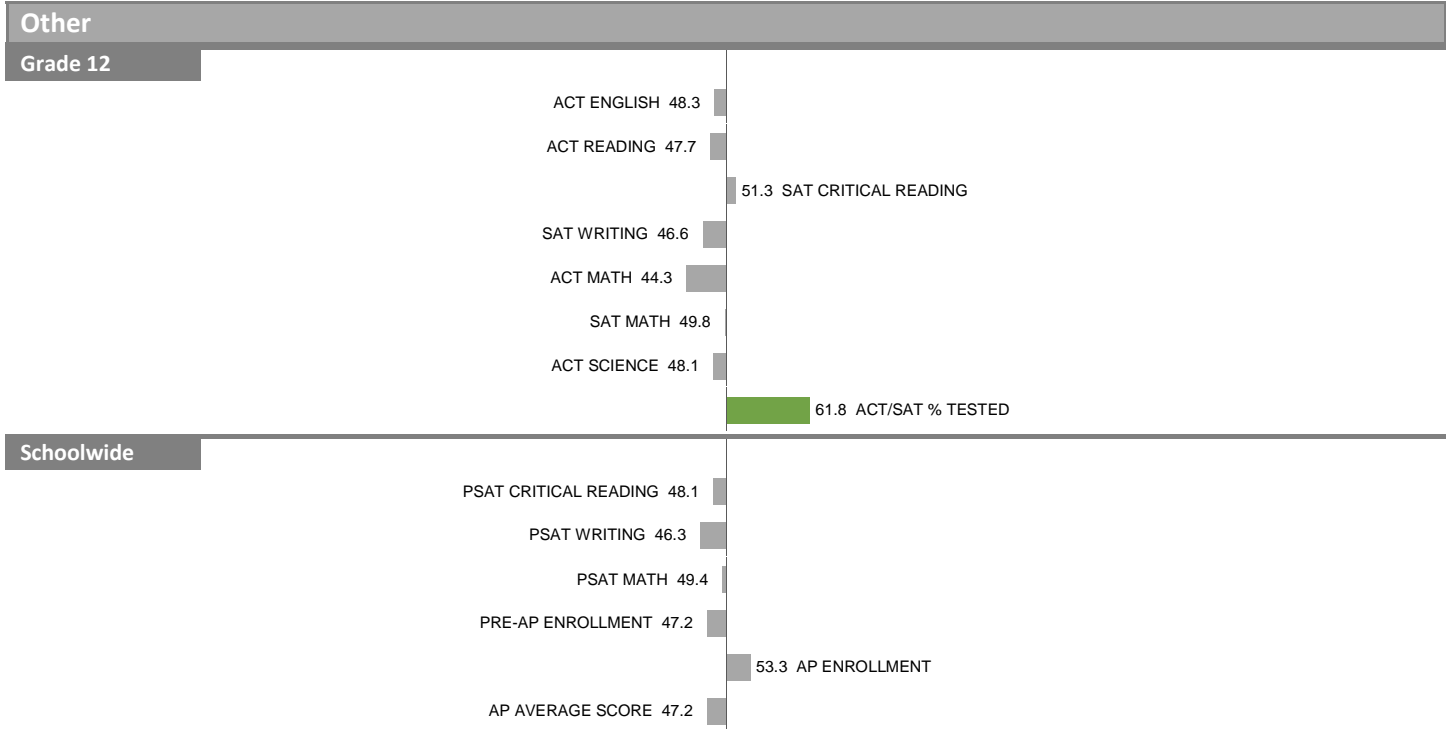 Other
Grade 12
ACT ENGLISH 48.3
ACT READING 47.7
51.3 SAT CRITICAL READING
SAT WRITING 46.6
ACT MATH 44.3
SAT MATH 49.8
ACT SCIENCE 48.1
61.8 ACT/SAT % TESTED
Schoolwide
PSAT CRITICAL READING 48.1
PSAT WRITING 46.3
PSAT MATH 49.4
PRE-AP ENROLLMENT 47.2
53.3 AP ENROLLMENT
AP AVERAGE SCORE 47.2